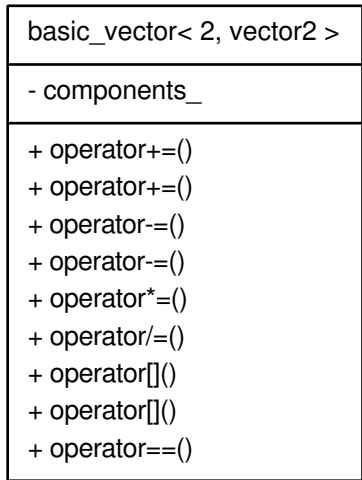 basic_vector< 2, vector2 >
- components_
+ operator+=()
+ operator+=()
+ operator-=()
+ operator-=()
+ operator*=()
+ operator/=()
+ operator[]()
+ operator[]()
+ operator==()